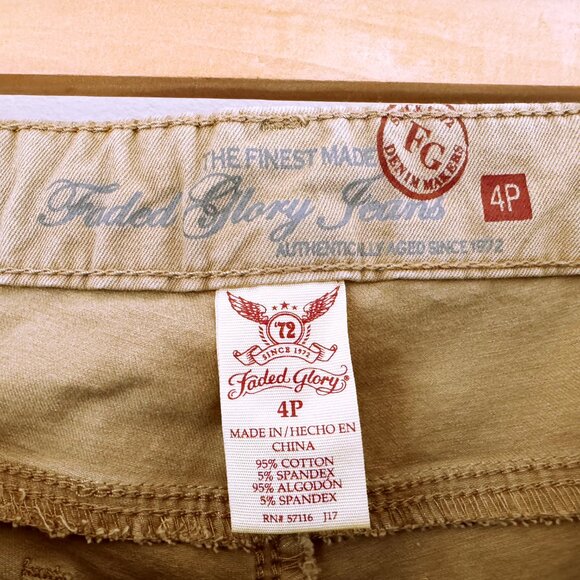 THE FINEST MADE
Faded Glory Jeans
AUTHENTICALLY AGED SINCE 1972
FG
DENIM MAKERS
4P
'72
SINCE 1972
Faded Glory®
4P
MADE IN/HECHO EN
CHINA
95% COTTON
5% SPANDEX
95% ALGODÓN
5% SPANDEX
RN# 57116 J17